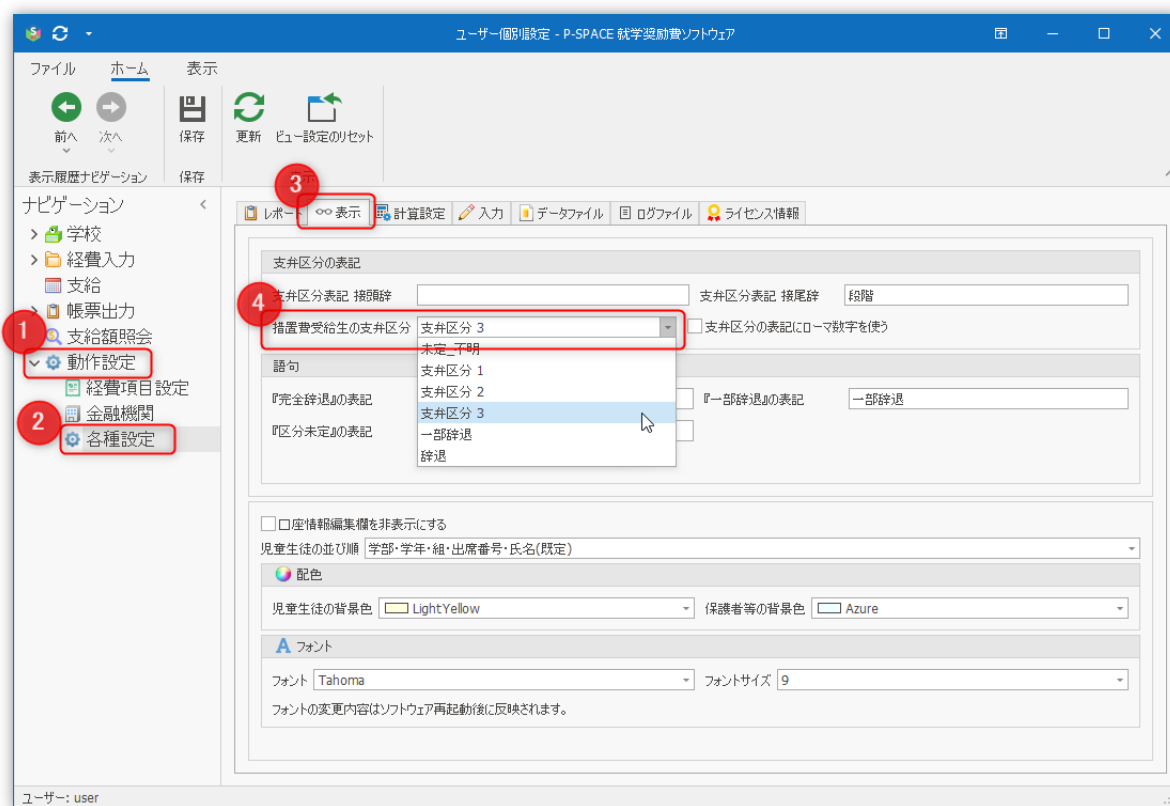 ユーザー個別設定 - P-SPACE 就学奨励費ソフトウェア
ファイル ホーム 表示
前へ 次へ 保存 更新 ビュー設定のリセット
表示履歴ナビゲーション 保存
ナビゲーション
学校
経費入力
支給
帳票出力
1
支給額照会
動作設定
経費項目設定
金融機関
2
各種設定
3
レポート 表示 計算設定 入力 データファイル ログファイル ライセンス情報
支弁区分の表記
支弁区分表記 接頭辞 支弁区分表記 接尾辞 段階
4
措置費受給生の支弁区分 支弁区分 3 支弁区分の表記にローマ数字を使う
未定_不明
支弁区分 1
支弁区分 2
支弁区分 3
一部辞退
辞退
語句
『完全辞退』の表記 『一部辞退』の表記 一部辞退
『区分未定』の表記
口座情報編集欄を非表示にする
児童生徒の並び順 学部・学年・組・出席番号・氏名(既定)
配色
児童生徒の背景色 LightYellow 保護者等の背景色 Azure
フォント
フォント Tahoma フォントサイズ 9
フォントの変更内容はソフトウェア再起動後に反映されます。
ユーザー: user